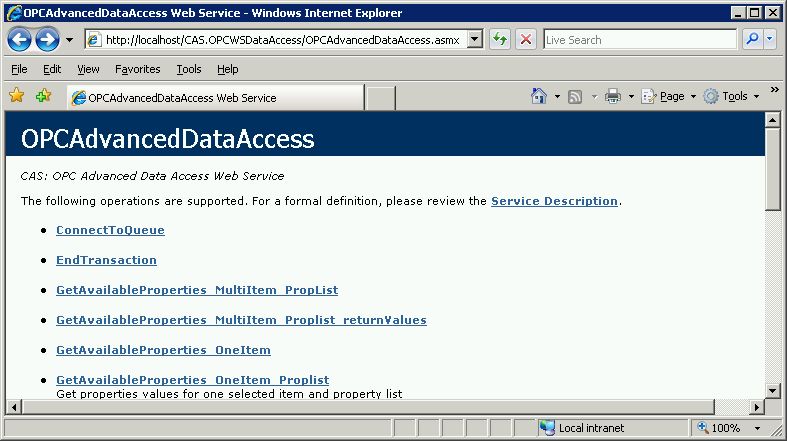 OPCAdvancedDataAccess Web Service - Windows Internet Explorer
http://localhost/CAS.OPCWSDataAccess/OPCAdvancedDataAccess.asmx
Live Search
File Edit View Favorites Tools Help
OPCAdvancedDataAccess Web Service
Page Tools »
OPCAdvancedDataAccess
CAS: OPC Advanced Data Access Web Service
The following operations are supported. For a formal definition, please review the Service Description.
• ConnectToQueue
• EndTransaction
• GetAvailableProperties_MultiItem_PropList
• GetAvailableProperties_MultiItem_Proplist_returnValues
• GetAvailableProperties_OneItem
• GetAvailableProperties_OneItem_Proplist
Get properties values for one selected item and property list
Local intranet 100%